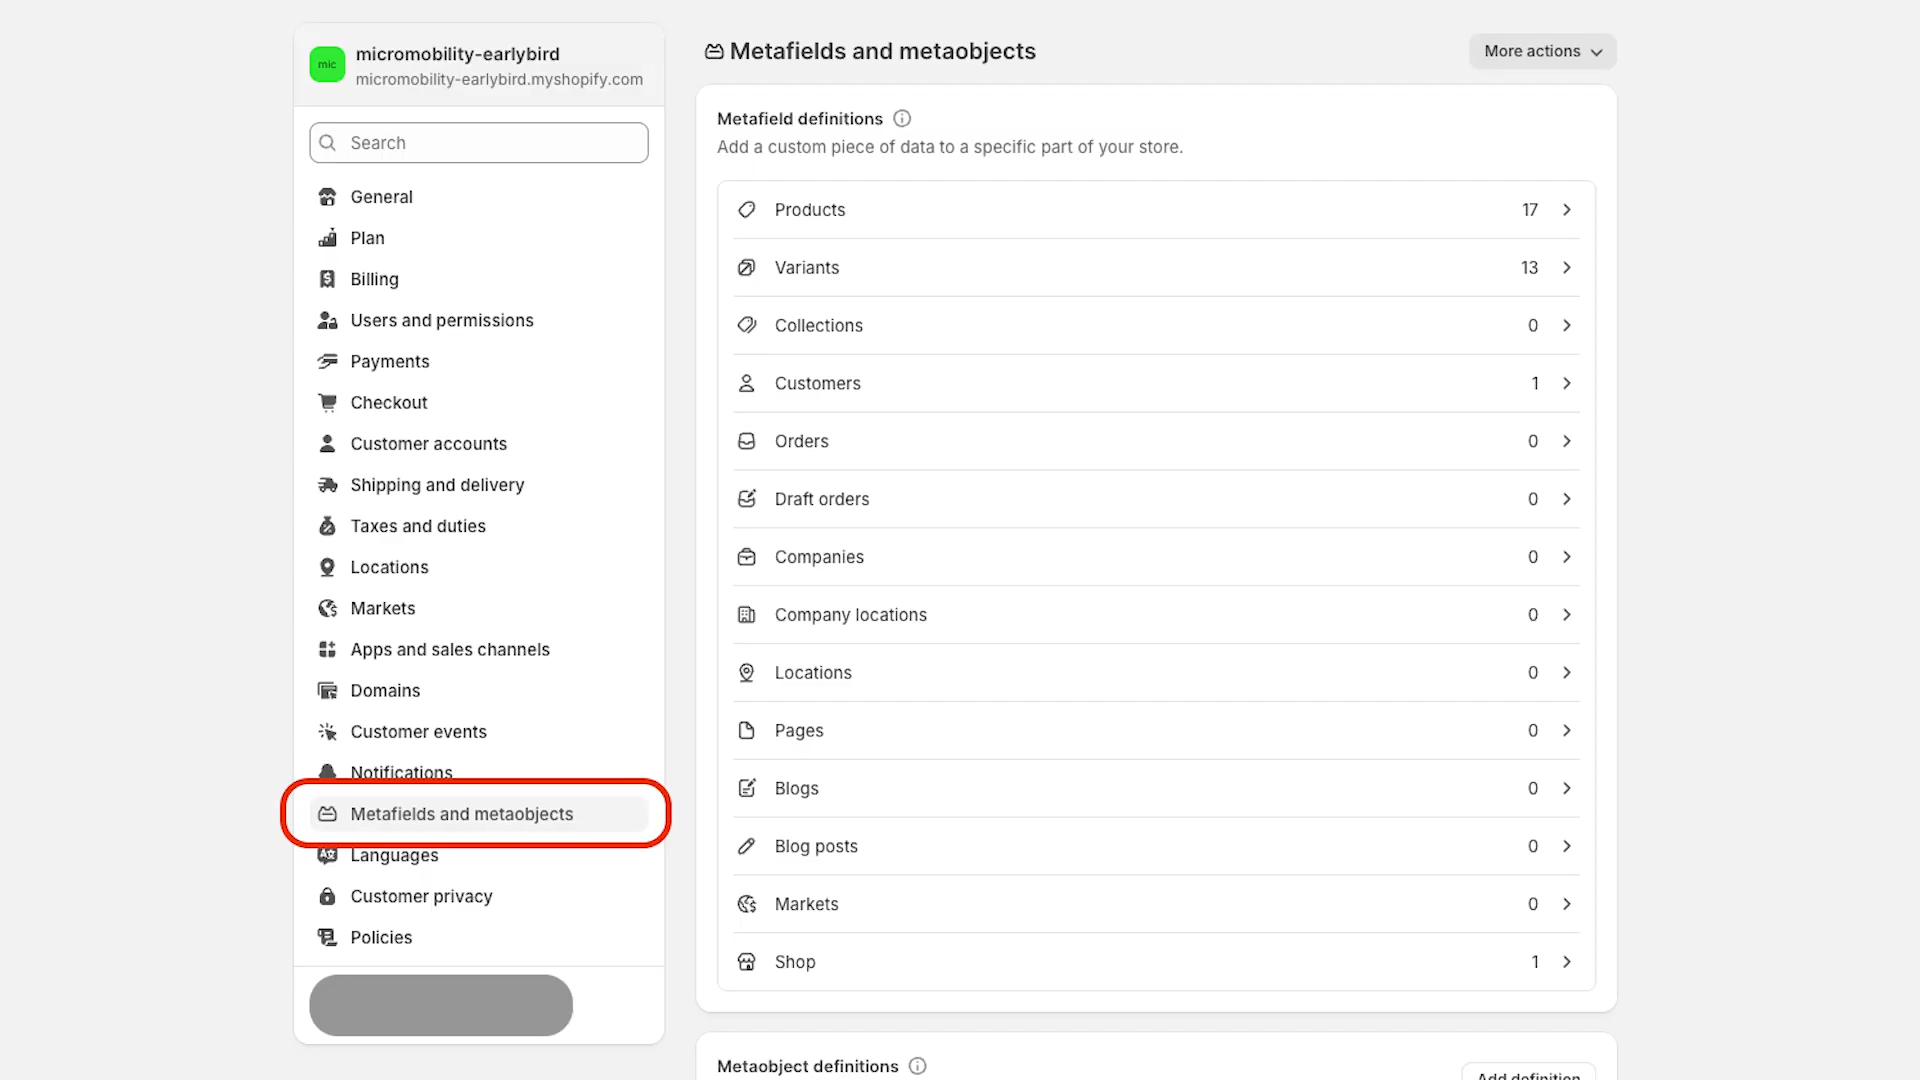 mic
micromobility-earlybird
micromobility-earlybird.myshopify.com
Search
General
Plan
Billing
Users and permissions
Payments
Checkout
Customer accounts
Shipping and delivery
Taxes and duties
Locations
Markets
Apps and sales channels
Domains
Customer events
Notifications
Metafields and metaobjects
Languages
Customer privacy
Policies
Metafields and metaobjects
More actions
Metafield definitions
Add a custom piece of data to a specific part of your store.
Products 17
Variants 13
Collections 0
Customers 1
Orders 0
Draft orders 0
Companies 0
Company locations 0
Locations 0
Pages 0
Blogs 0
Blog posts 0
Markets 0
Shop 1
Metaobject definitions
Add definition